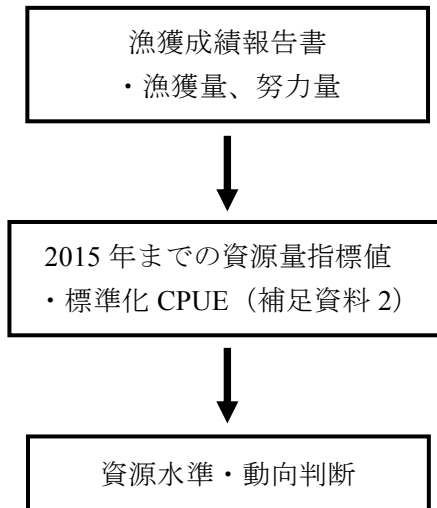 漁獲成績報告書
・漁獲量、努力量
2015 年までの資源量指標値
・標準化 CPUE（補足資料 2）
資源水準・動向判断